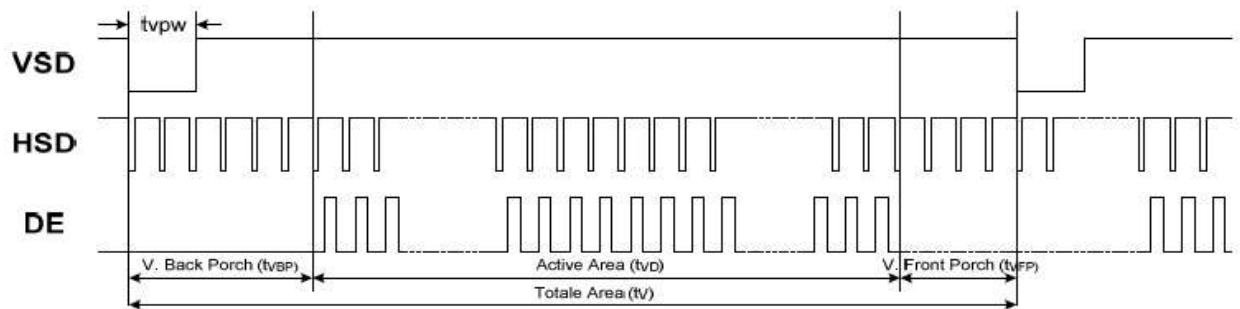 tvpw
VSD
HSD
DE
V. Back Porch (tVBP)
Active Area (tVD)
V. Front Porch (tVFP)
Totale Area (tV)